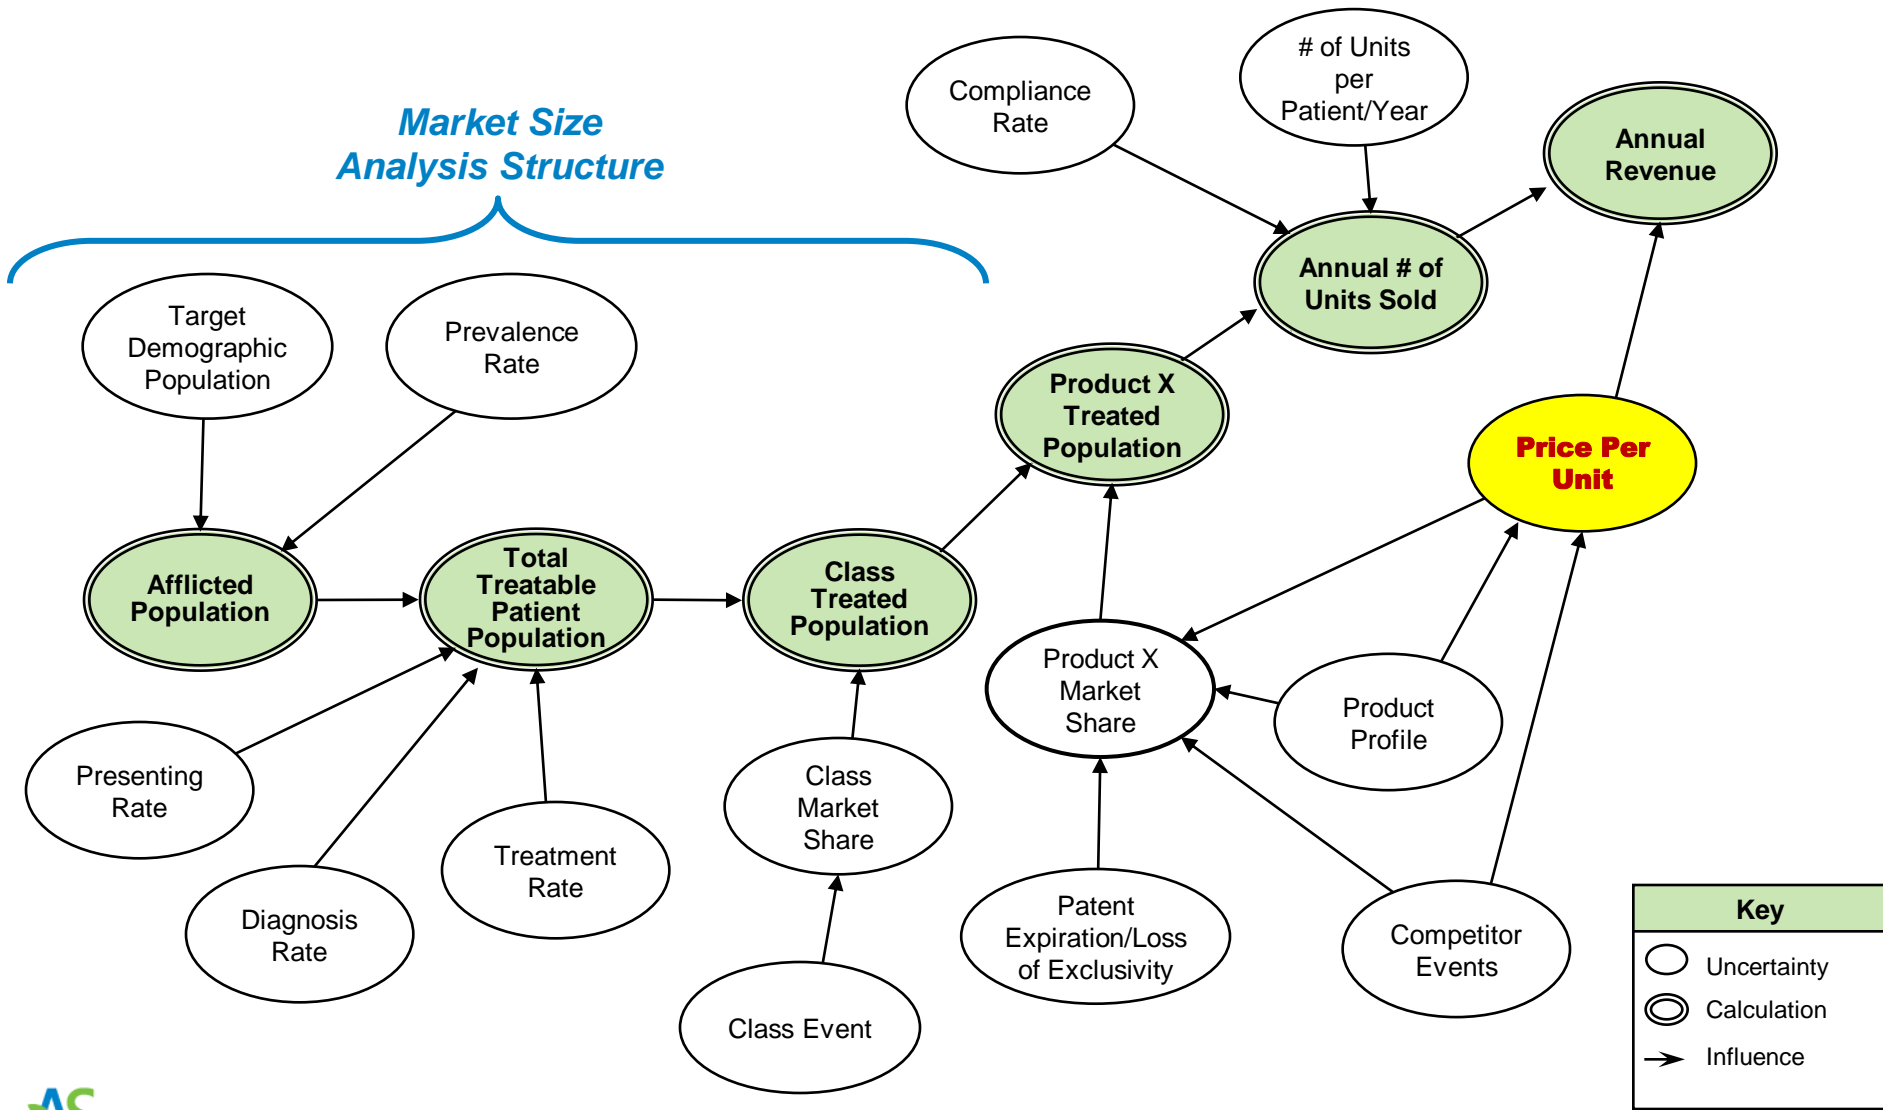 Market Size
Analysis Structure
Compliance
Rate
# of Units
per
Patient/Year
Annual
Revenue
Annual # of
Units Sold
Target
Demographic
Population
Prevalence
Rate
Product X
Treated
Population
Price Per
Unit
Afflicted
Population
Total
Treatable
Patient
Population
Class
Treated
Population
Product X
Market
Share
Product
Profile
Presenting
Rate
Class
Market
Share
Treatment
Rate
Diagnosis
Rate
Patent
Expiration/Loss
of Exclusivity
Competitor
Events
Class Event
Key
Uncertainty
Calculation
Influence
AS